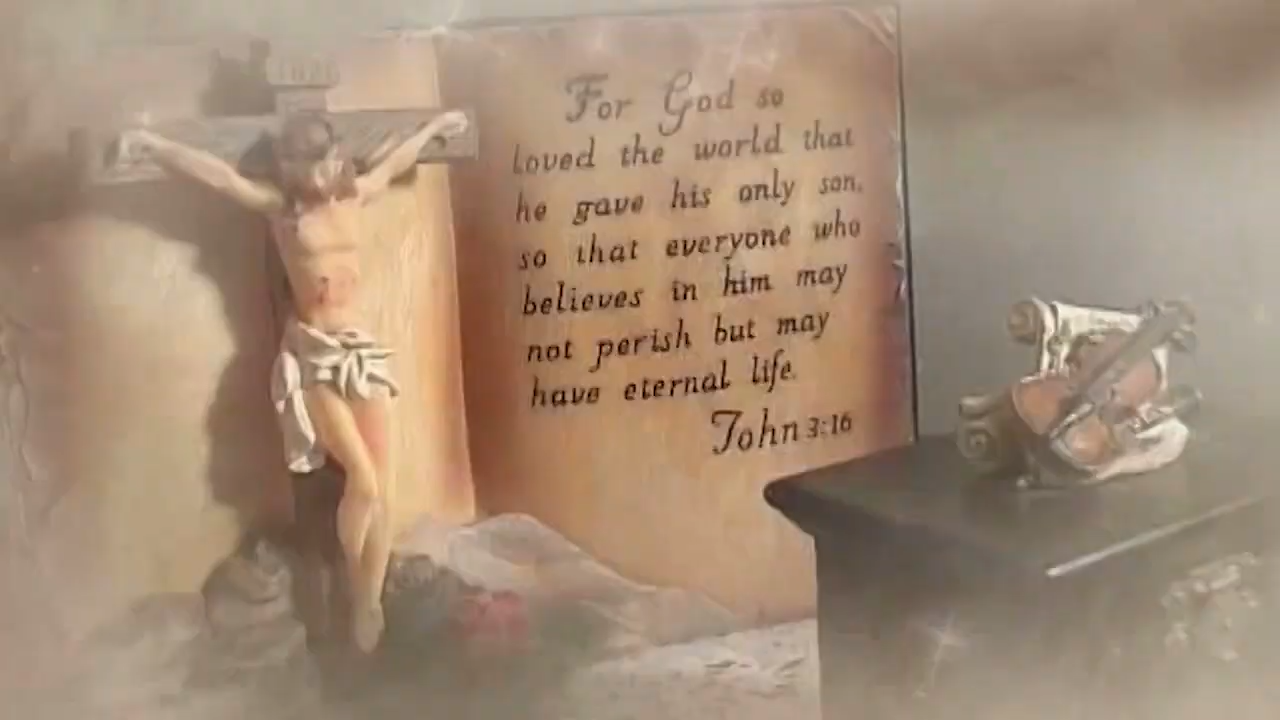 For God so
loved the world that
he gave his only son,
so that everyone who
believes in him may
not perish but may
have eternal life.
John 3:16